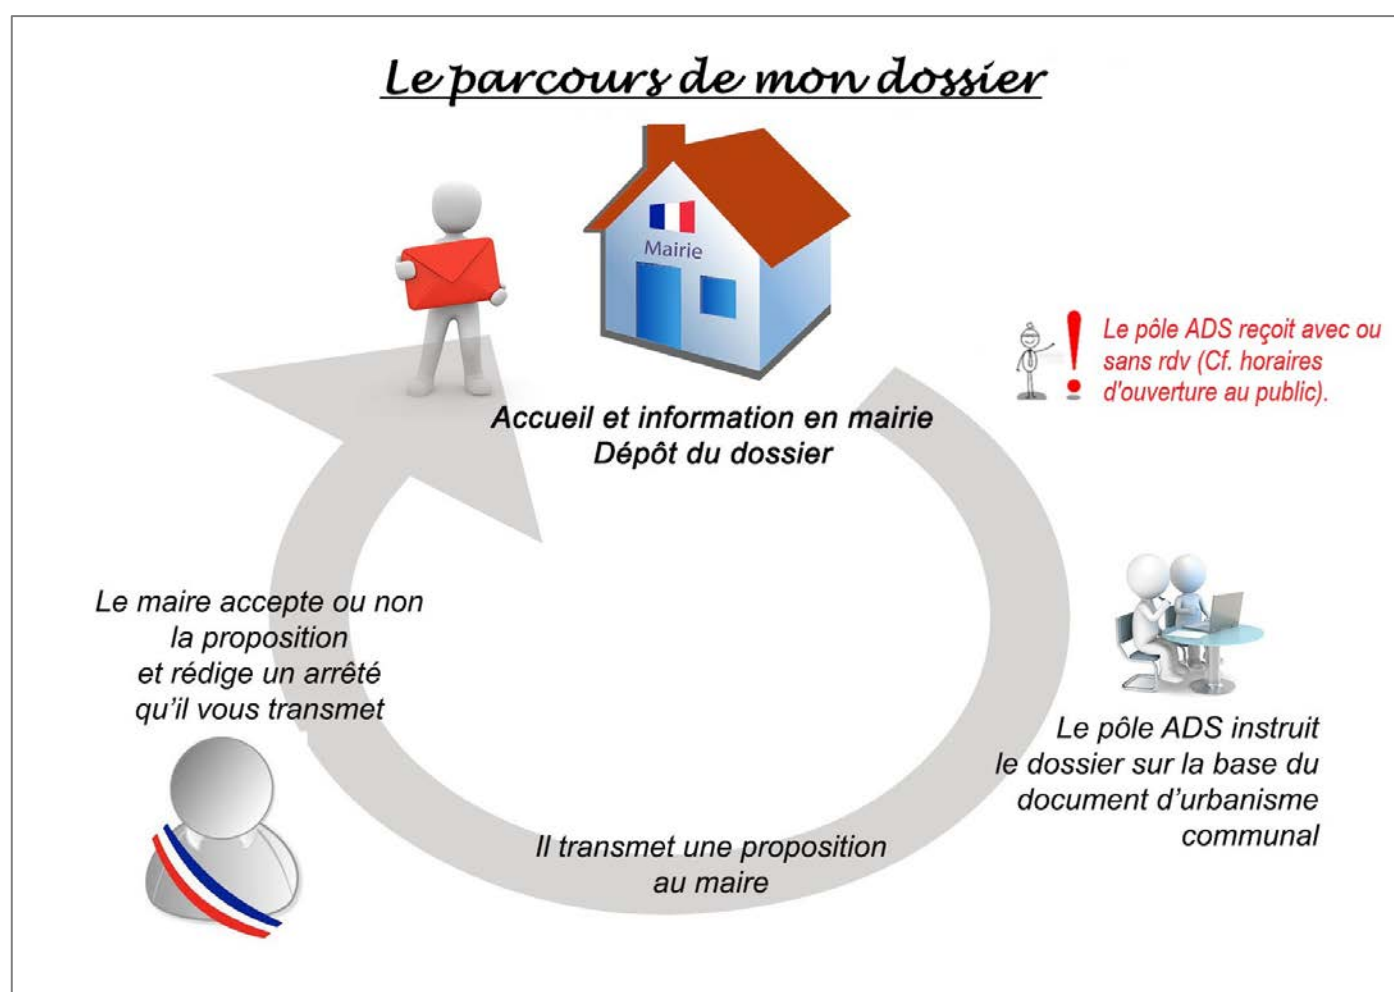 Le parcours de mon dossier
Mairie
Accueil et information en mairie
Dépôt du dossier
Le pôle ADS reçoit avec ou
sans rdv (Cf. horaires
d'ouverture au public).
Le pôle ADS instruit
le dossier sur la base du
document d'urbanisme
communal
Il transmet une proposition
au maire
Le maire accepte ou non
la proposition
et rédige un arrêté
qu'il vous transmet